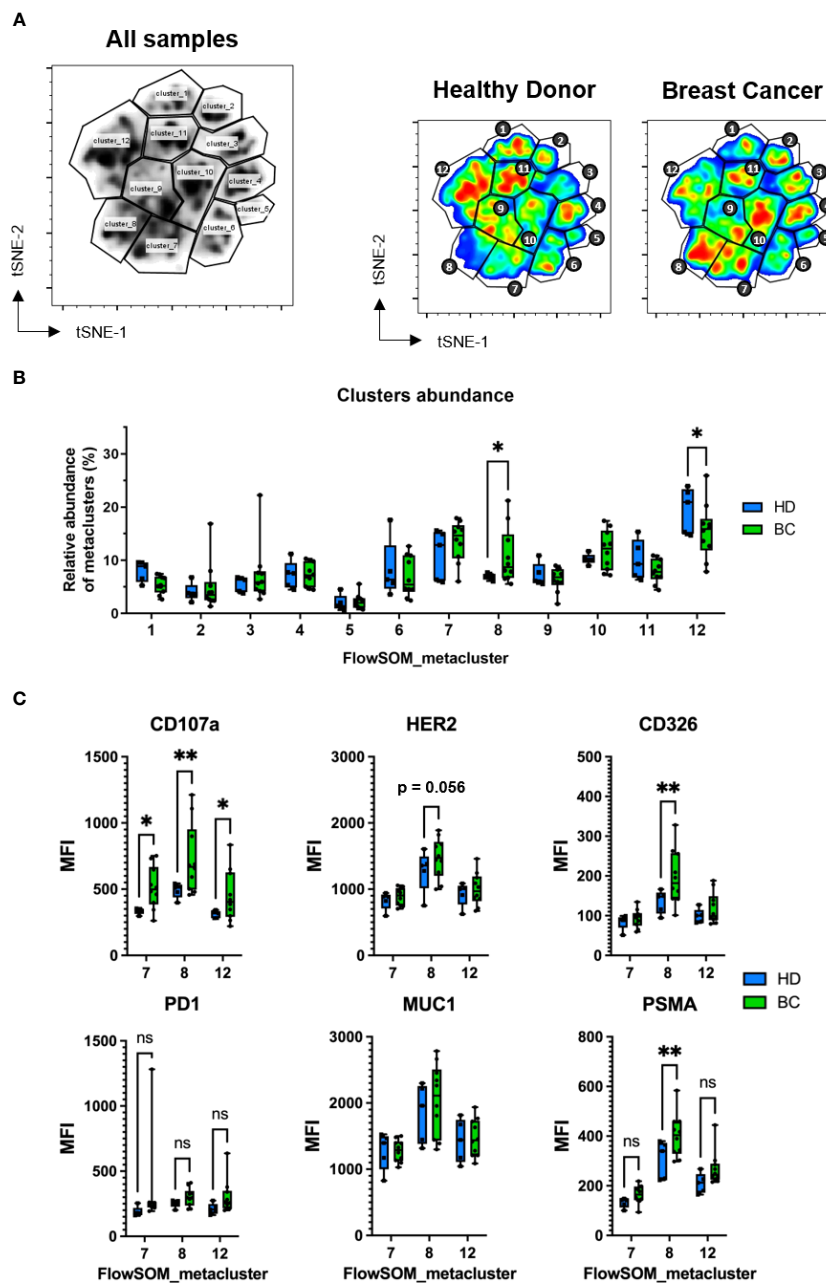 A
All samples
cluster_1
cluster_2
cluster_11
cluster_12
cluster_3
cluster_10
cluster_4
cluster_9
cluster_5
cluster_8
cluster_6
cluster_7
tSNE-2
tSNE-1
Healthy Donor
Breast Cancer
1
2
11
3
12
4
9
5
10
6
8
7
1
2
11
3
12
4
9
5
10
6
8
7
tSNE-2
tSNE-1
B
Clusters abundance
Relative abundance
of metaclusters (%)
30
20
10
0
*
*
HD
BC
1 2 3 4 5 6 7 8 9 10 11 12
FlowSOM_metacluster
C
CD107a
MFI
1500
1000
500
0
*
**
*
7 8 12
HER2
MFI
3000
2000
1000
0
p = 0.056
7 8 12
CD326
MFI
500
400
300
200
100
0
**
7 8 12
HD
BC
PD1
MFI
1500
1000
500
300
0
ns
ns
ns
7 8 12
FlowSOM_metacluster
MUC1
MFI
3000
2000
1000
0
7 8 12
FlowSOM_metacluster
PSMA
MFI
800
600
400
200
0
ns
**
ns
7 8 12
FlowSOM_metacluster